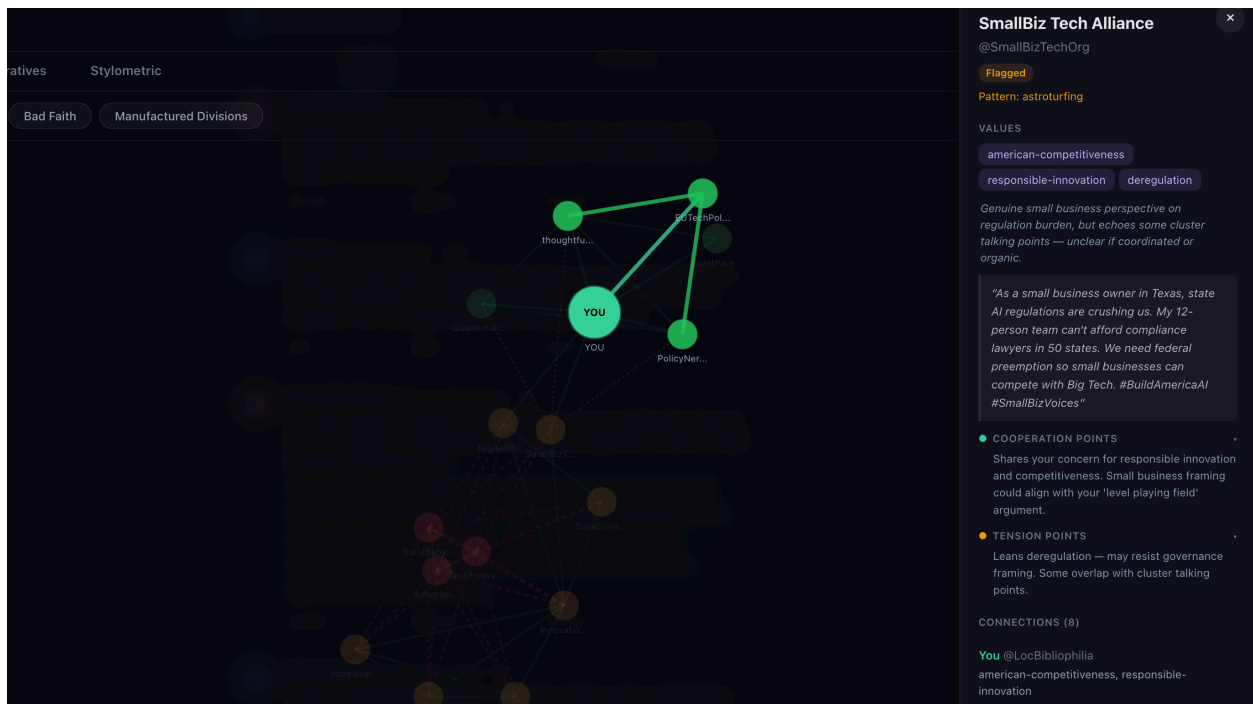 SmallBiz Tech Alliance
×
@SmallBizTechOrg
Flagged
Pattern: astroturfing
ratives
Stylometric
Bad Faith
Manufactured Divisions
VALUES
american-competitiveness
responsible-innovation
deregulation
Genuine small business perspective on
regulation burden, but echoes some cluster
talking points — unclear if coordinated or
organic.
"As a small business owner in Texas, state
AI regulations are crushing us. My 12-
person team can't afford compliance
lawyers in 50 states. We need federal
preemption so small businesses can
compete with Big Tech. #BuildAmericaAI
#SmallBizVoices"
COOPERATION POINTS
Shares your concern for responsible innovation
and competitiveness. Small business framing
could align with your 'level playing field'
argument.
TENSION POINTS
Leans deregulation — may resist governance
framing. Some overlap with cluster talking
points.
CONNECTIONS (8)
You @LocBibliophilia
american-competitiveness, responsible-
innovation
EUTechPol...
thoughtfu...
QuietPare...
YOU
YOU
PolicyNer...
SmallBizT...
DataDrive...
Innovatio...
Accelerat...